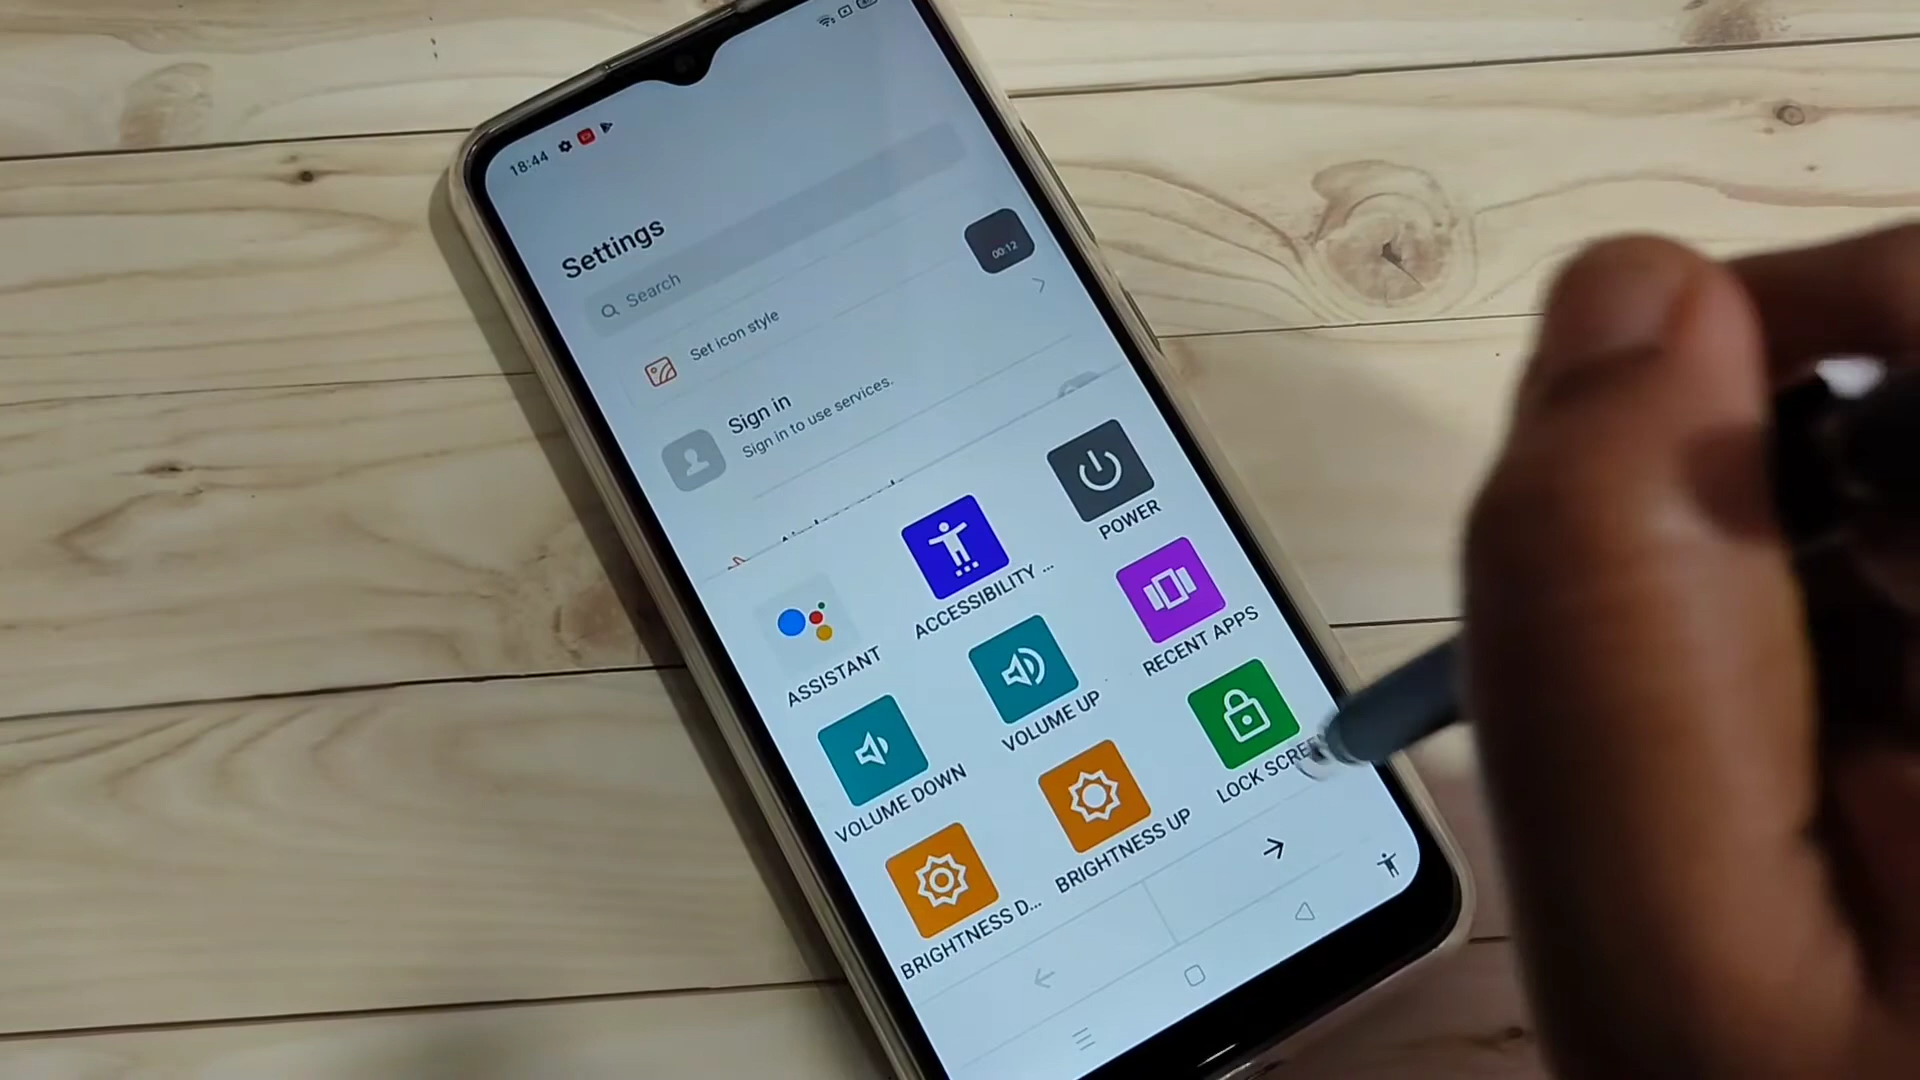 18:44
Settings
Search
00:12
Set icon style
Sign in
Sign in to use services.
ASSISTANT
ACCESSIBILITY ...
POWER
VOLUME DOWN
VOLUME UP
RECENT APPS
BRIGHTNESS D...
BRIGHTNESS UP
LOCK SCREEN